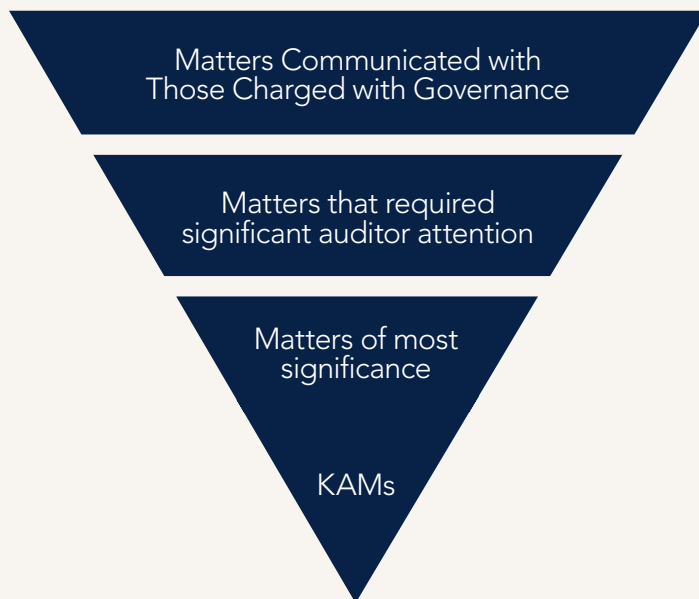 Matters Communicated with
Those Charged with Governance
Matters that required
significant auditor attention
Matters of most
significance
KAMs